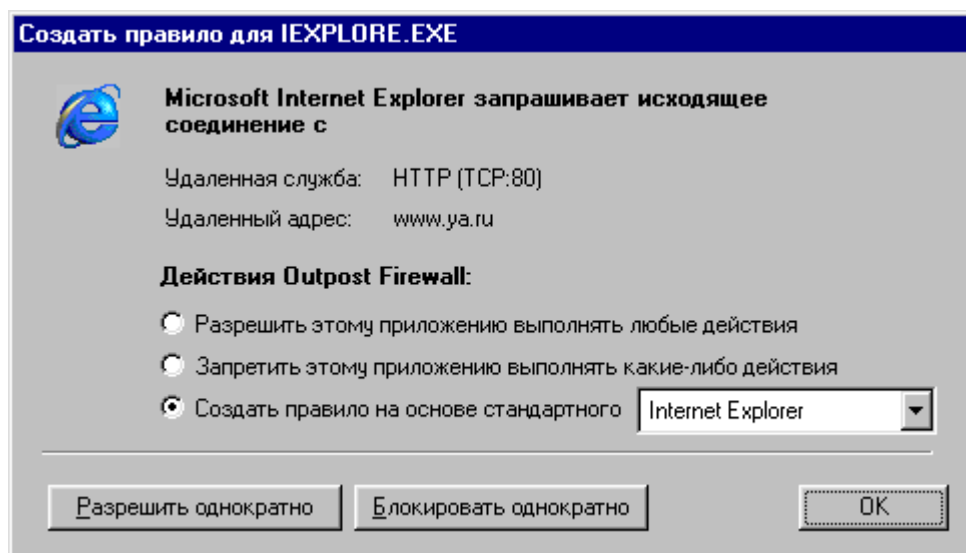 Создать правило для IEXPLORE.EXE
Microsoft Internet Explorer запрашивает исходящее
соединение с
Удаленная служба: HTTP (TCP:80)
Удаленный адрес: www.ya.ru
Действия Outpost Firewall:
Разрешить этому приложению выполнять любые действия
Запретить этому приложению выполнять какие-либо действия
Создать правило на основе стандартного Internet Explorer
Разрешить однократно Блокировать однократно OK